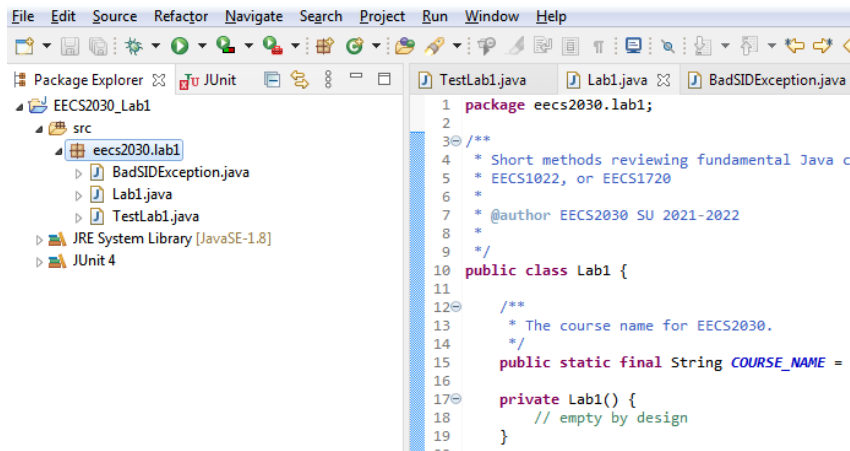 File Edit Source Refactor Navigate Search Project Run Window Help
Package Explorer JUnit
EECS2030_Lab1
src
eecs2030.lab1
BadSIDException.java
Lab1.java
TestLab1.java
JRE System Library [JavaSE-1.8]
JUnit 4
TestLab1.java Lab1.java BadSIDException.java
1 package eecs2030.lab1;
2
3 /**
4 * Short methods reviewing fundamental Java c
5 * EECS1022, or EECS1720
6 *
7 * @author EECS2030 SU 2021-2022
8 *
9 */
10 public class Lab1 {
11
12 /**
13 * The course name for EECS2030.
14 */
15 public static final String COURSE_NAME =
16
17 private Lab1() {
18 // empty by design
19 }